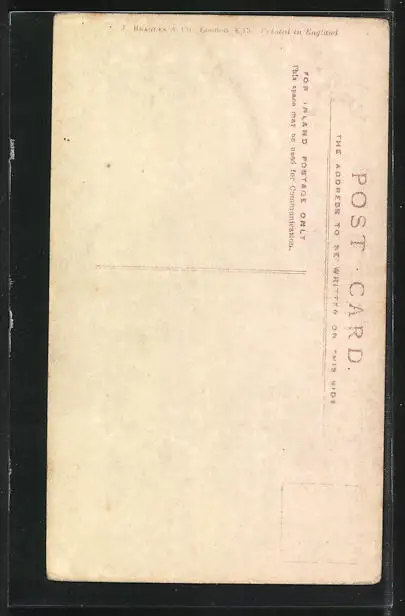 POST CARD.
THE ADDRESS TO BE WRITTEN ON THIS SIDE
FOR INLAND POSTAGE ONLY
This space may be used for Communication.
J. BEAGLES & CO. London, E.C. Printed in England